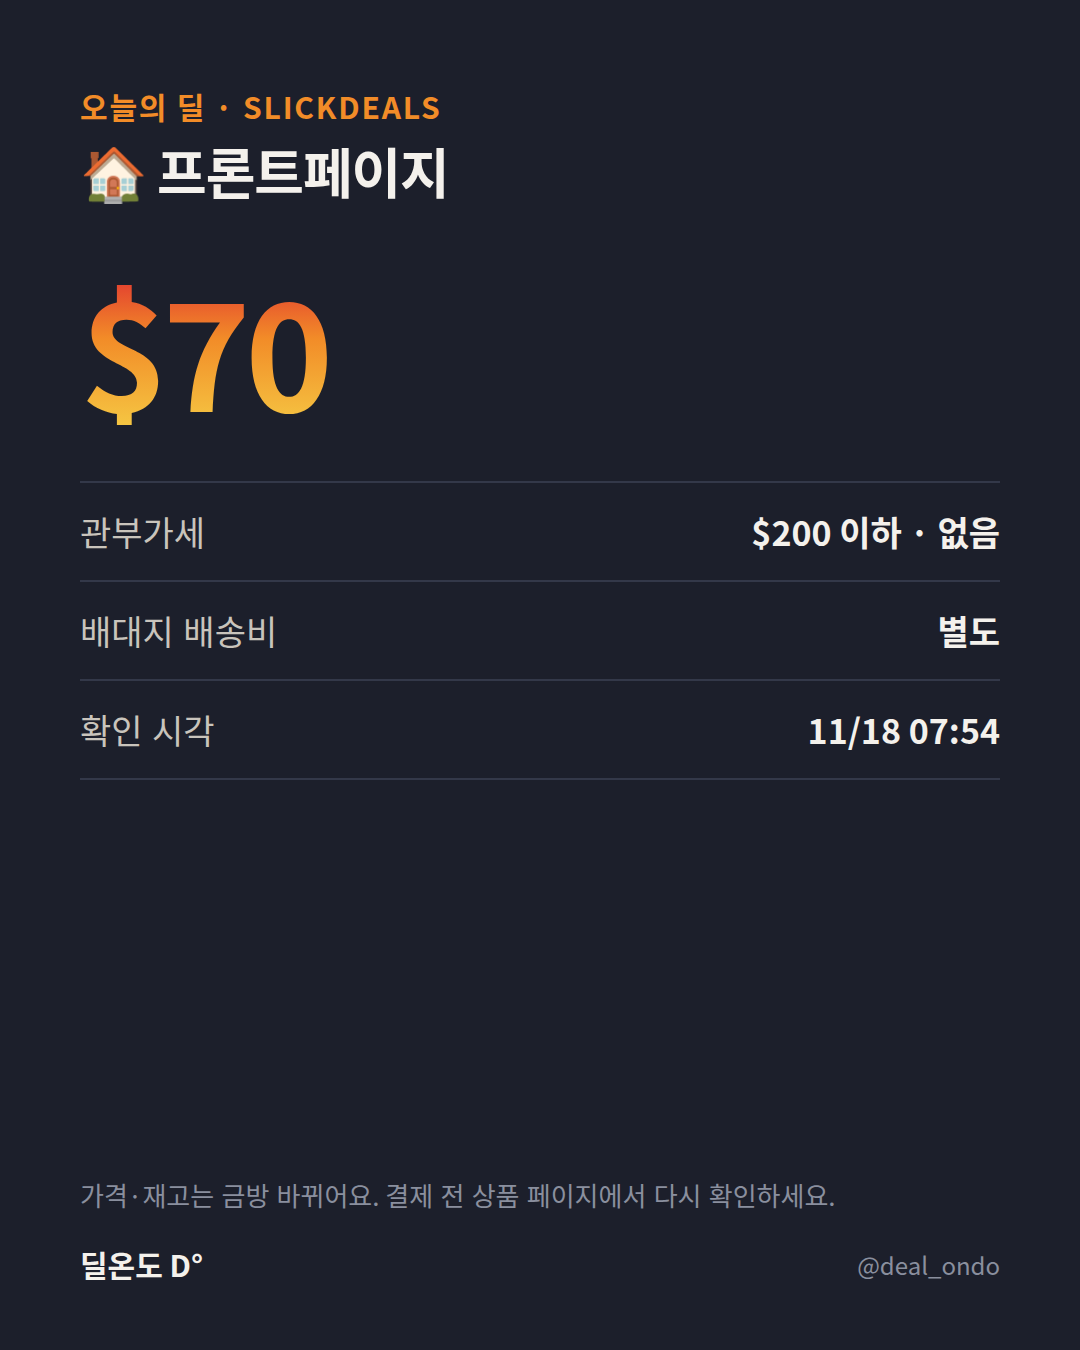 오늘의 딜 · SLICKDEALS
🏠 프론트페이지
$70
관부가세 $200 이하 · 없음
배대지 배송비 별도
확인 시각 11/18 07:54
가격·재고는 금방 바뀌어요. 결제 전 상품 페이지에서 다시 확인하세요.
딜온도 D° @deal_ondo